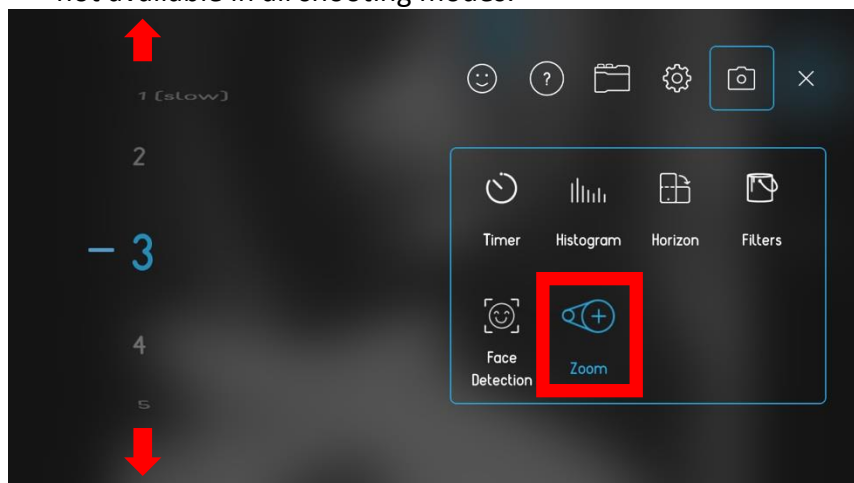 not available in all shooting modes.
1 (slow)
2
3
4
5
?
Timer
Histogram
Horizon
Filters
Face
Detection
Zoom